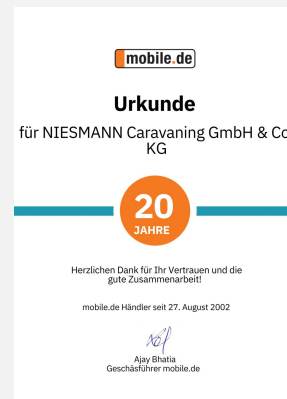 mobile.de
Urkunde
für NIESMANN Caravaning GmbH & Co
KG
20
JAHRE
Herzlichen Dank für Ihr Vertrauen und die
gute Zusammenarbeit!
mobile.de Händler seit 27. August 2002
Ajay Bhatia
Geschäsführer mobile.de